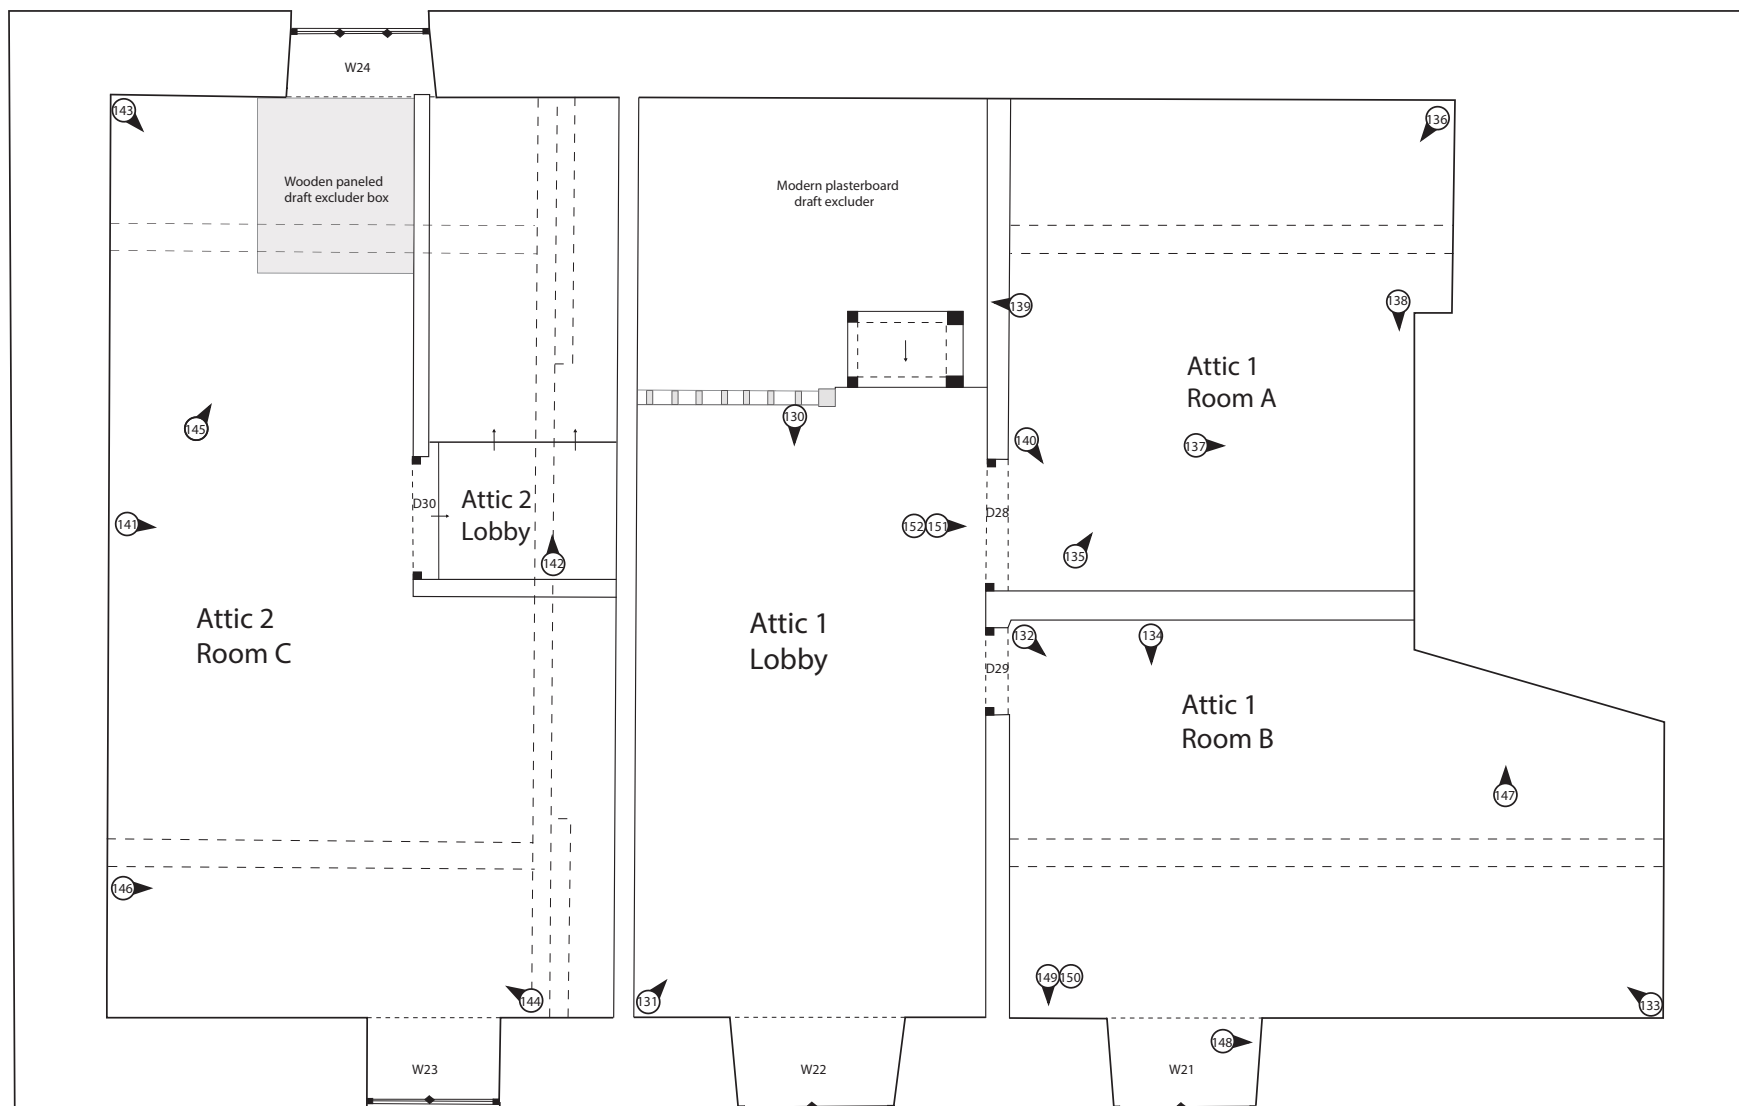 W24
143
136
Wooden paneled
draft excluder box
Modern plasterboard
draft excluder
138
139
Attic 1
Room A
130
145
140
137
D30
Attic 2
Lobby
D28
141
152
151
135
142
Attic 2
Room C
Attic 1
Lobby
132
134
D29
Attic 1
Room B
147
146
149
150
144
131
133
148
W23
W22
W21